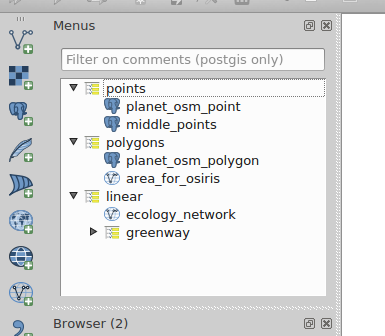 Menus
Filter on comments (postgis only)
points
planet_osm_point
middle_points
polygons
planet_osm_polygon
area_for_osiris
linear
ecology_network
greenway
Browser (2)